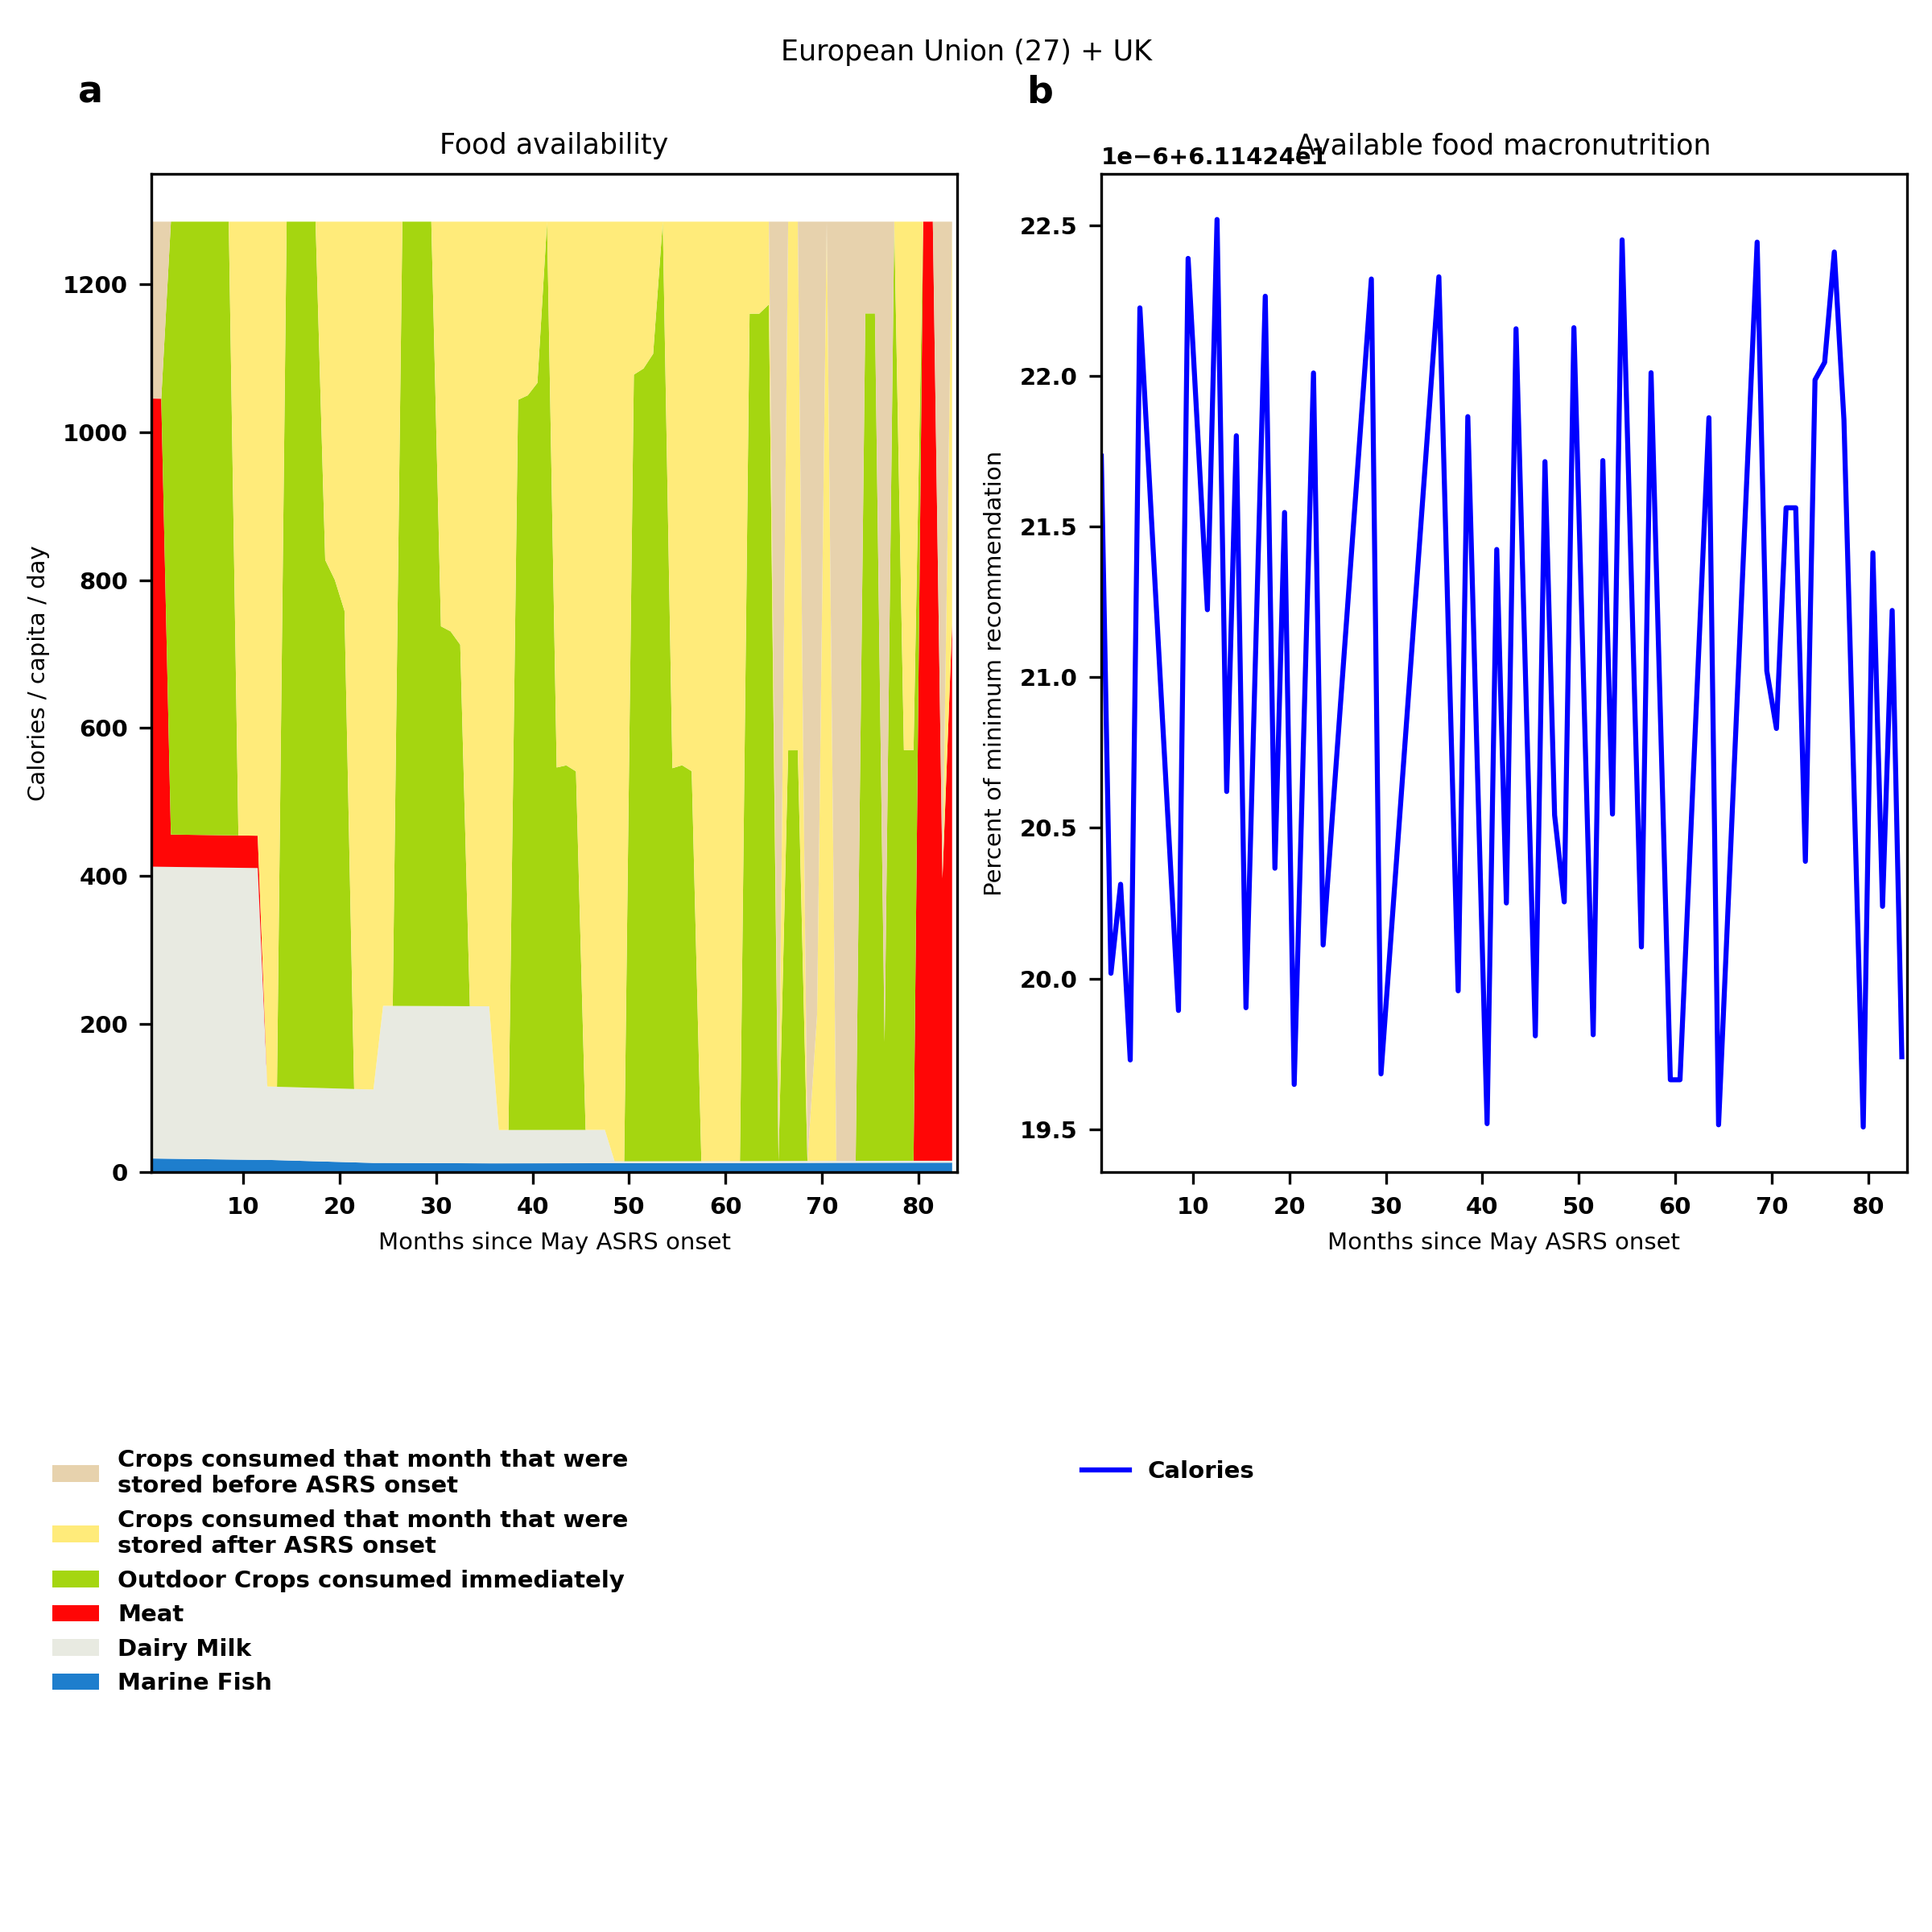 European Union (27) + UK
a
b
Food availability
Available food macronutrition
1e−6+6.11424e1
Calories / capita / day
1200
1000
800
600
400
200
0
10 20 30 40 50 60 70 80
Months since May ASRS onset
Percent of minimum recommendation
22.5
22.0
21.5
21.0
20.5
20.0
19.5
10 20 30 40 50 60 70 80
Months since May ASRS onset
Crops consumed that month that were
stored before ASRS onset
Crops consumed that month that were
stored after ASRS onset
Outdoor Crops consumed immediately
Meat
Dairy Milk
Marine Fish
Calories